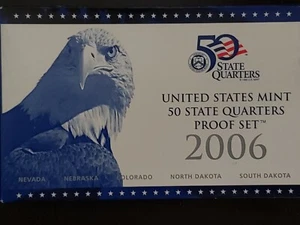 50
STATE
QUARTERS
UNITED STATES MINT
50 STATE QUARTERS
PROOF SET™
2006
NEVADA NEBRASKA COLORADO NORTH DAKOTA SOUTH DAKOTA